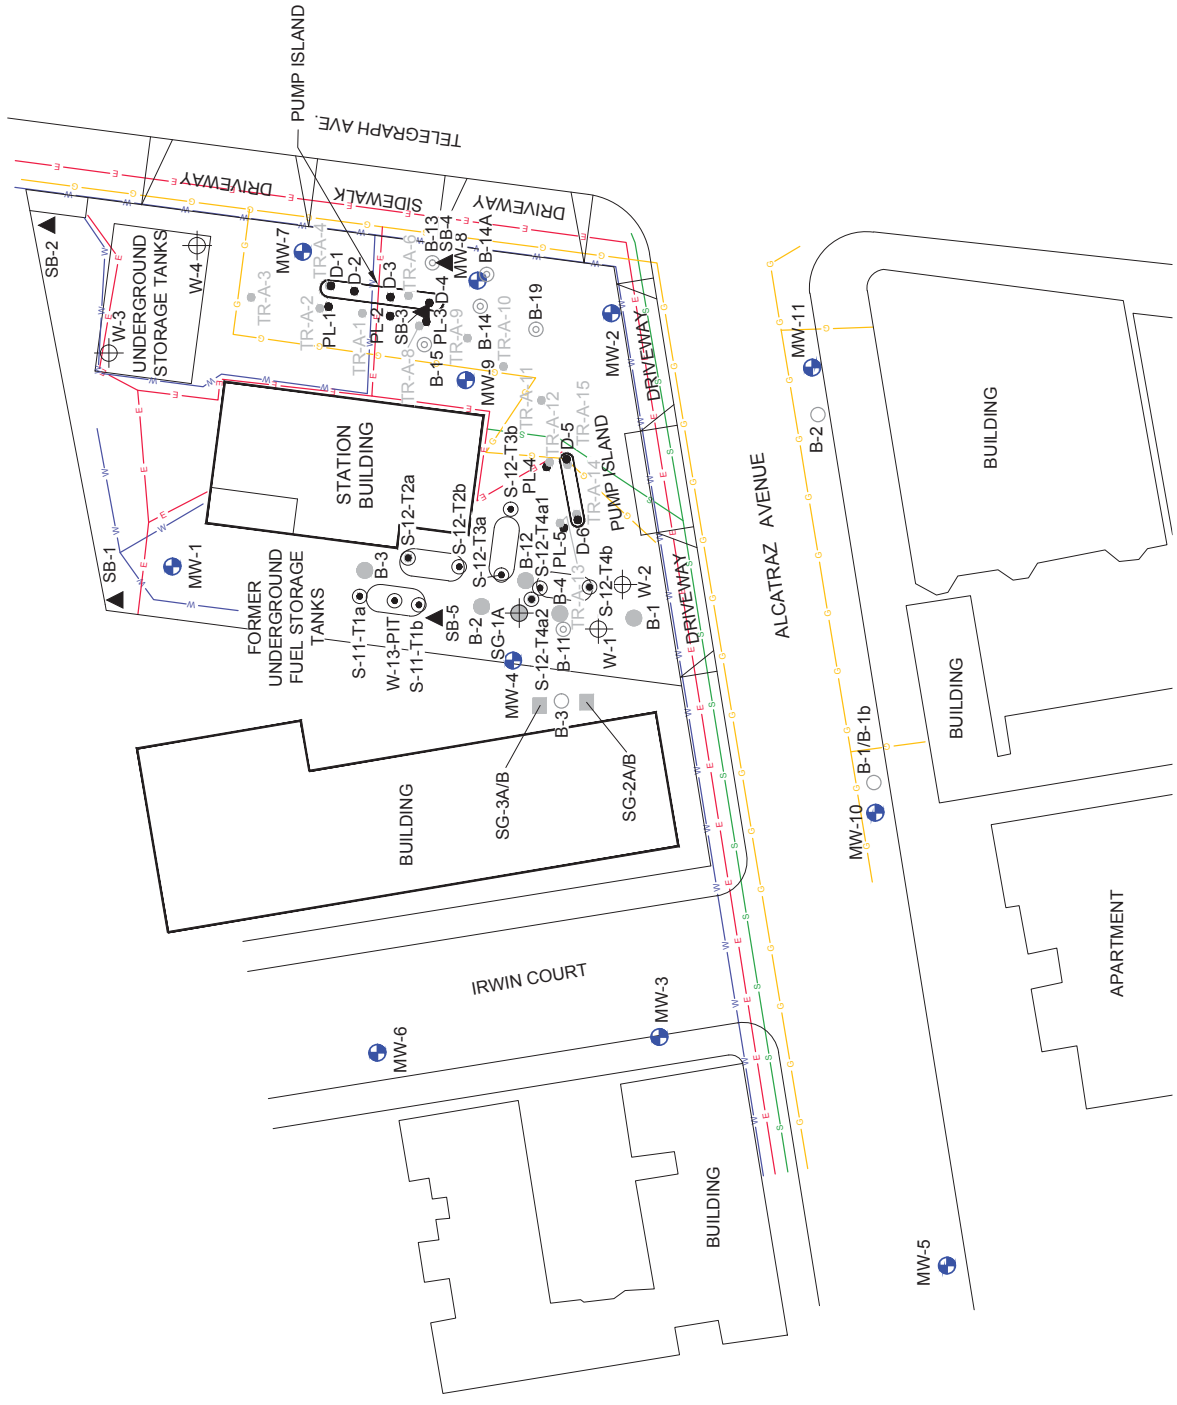 PUMP ISLAND
TELEGRAPH AVE.
DRIVEWAY
SIDEWALK
DRIVEWAY
SB-2
W-4
W-3
UNDERGROUND
STORAGE TANKS
MW-7
TR-A-4
TR-A-3
TR-A-2
TR-A-1
TR-A-6
D-1
D-2
D-3
D-4
PL-1
PL-2
PL-3
SB-3
B-13
SB-4
MW-8
B-14A
B-14
B-15
B-19
TR-A-8
TR-A-9
TR-A-10
MW-9
MW-2
DRIVEWAY
STATION
BUILDING
SB-1
MW-1
FORMER
UNDERGROUND
FUEL STORAGE
TANKS
S-12-T2a
S-12-T2b
S-12-T3a
S-12-T3b
TR-A-11
TR-A-12
TR-A-15
TR-A-14
TR-A-13
PL-4
PL-5
D-5
D-6
PUMP ISLAND
B-3
B-12
S-12-T4a1
B-4
S-12-T4b
W-2
S-11-T1a
W-13-PIT
S-11-T1b
SB-5
B-2
SG-1A
S-12-T4a2
B-11
W-1
B-1
MW-4
DRIVEWAY
B-3
SG-3A/B
SG-2A/B
BUILDING
ALCATRAZ AVENUE
MW-11
B-2
BUILDING
BUILDING
B-1/B-1b
MW-10
APARTMENT
IRWIN COURT
MW-6
MW-3
BUILDING
MW-5